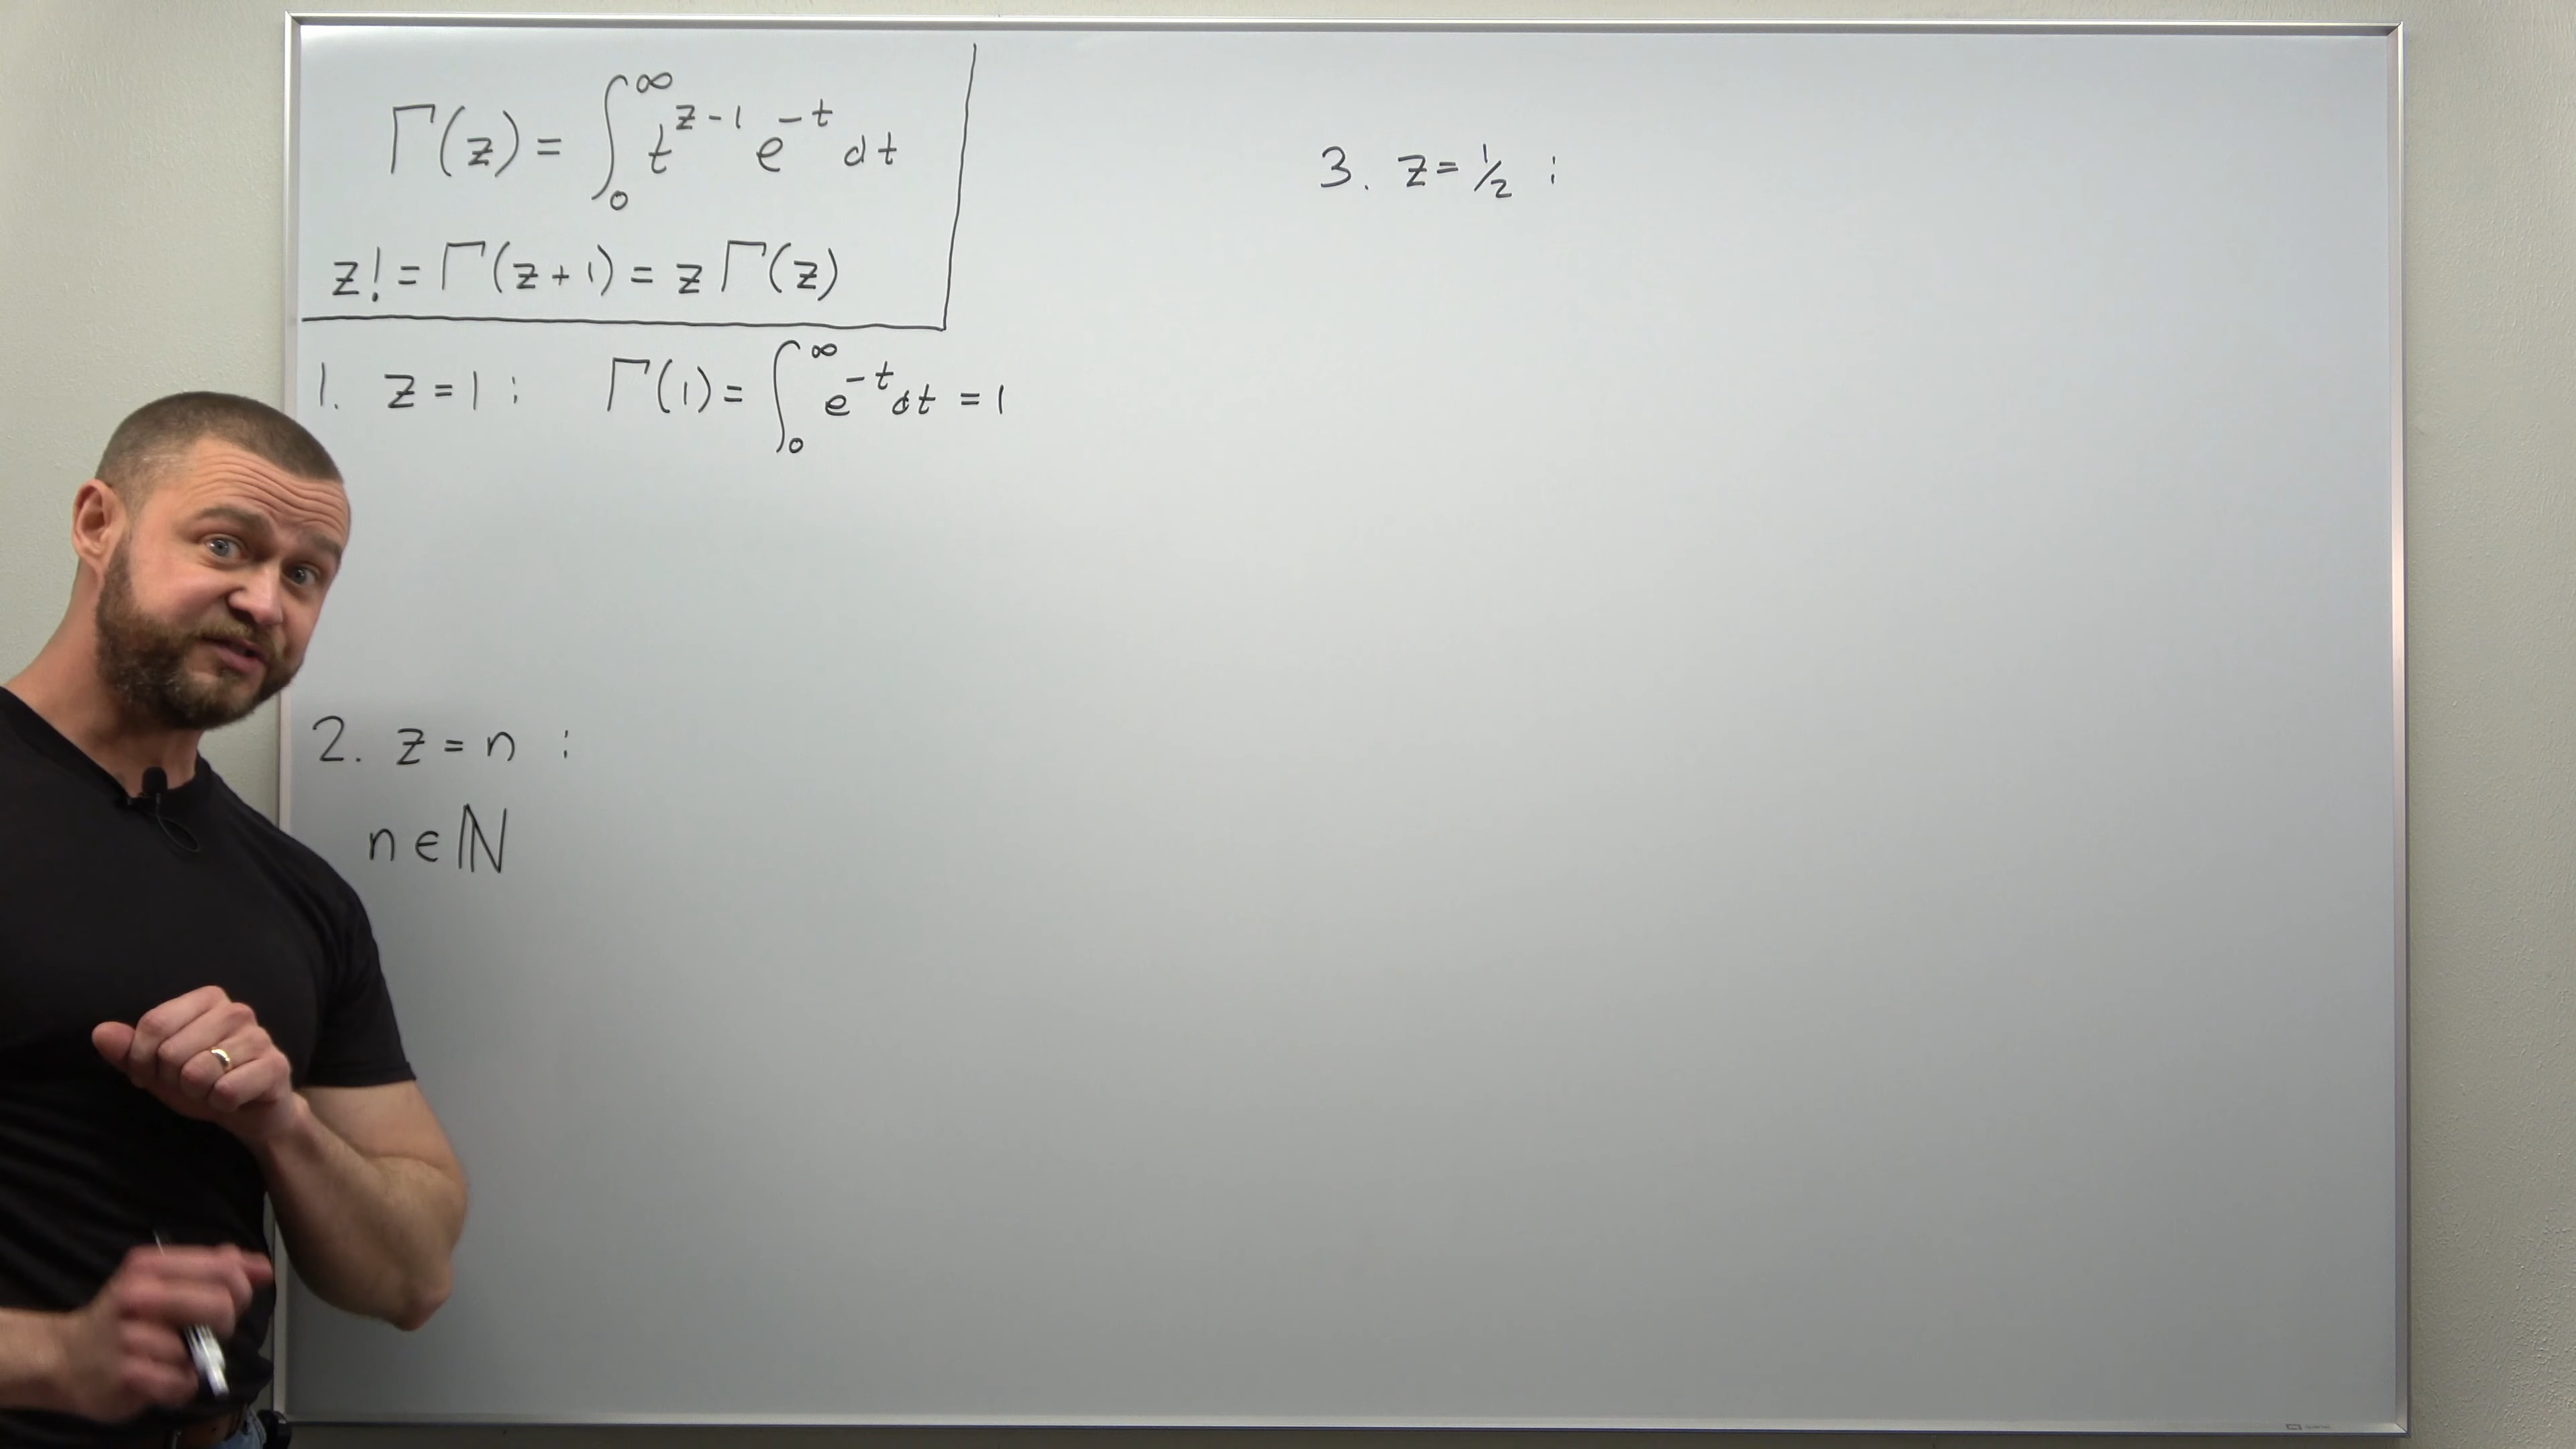 Γ(z) = ∫₀^∞ t^(z-1) e^(-t) dt
z! = Γ(z+1) = z Γ(z)
1. z = 1 : Γ(1) = ∫₀^∞ e^(-t) dt = 1
2. z = n :
n ∈ ℕ
3. z = 1/2 :